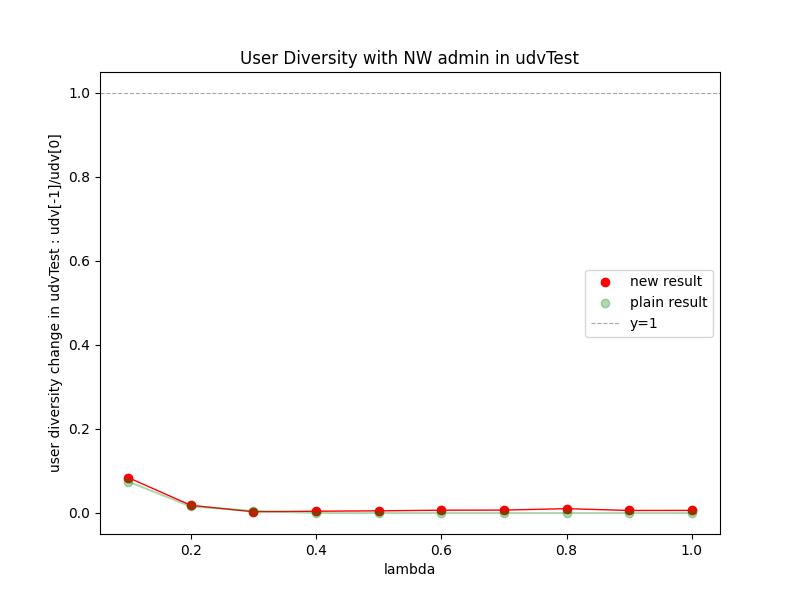 User Diversity with NW admin in udvTest
user diversity change in udvTest : udv[-1]/udv[0]
1.0
0.8
0.6
0.4
0.2
0.0
new result
plain result
y=1
0.2 0.4 0.6 0.8 1.0
lambda